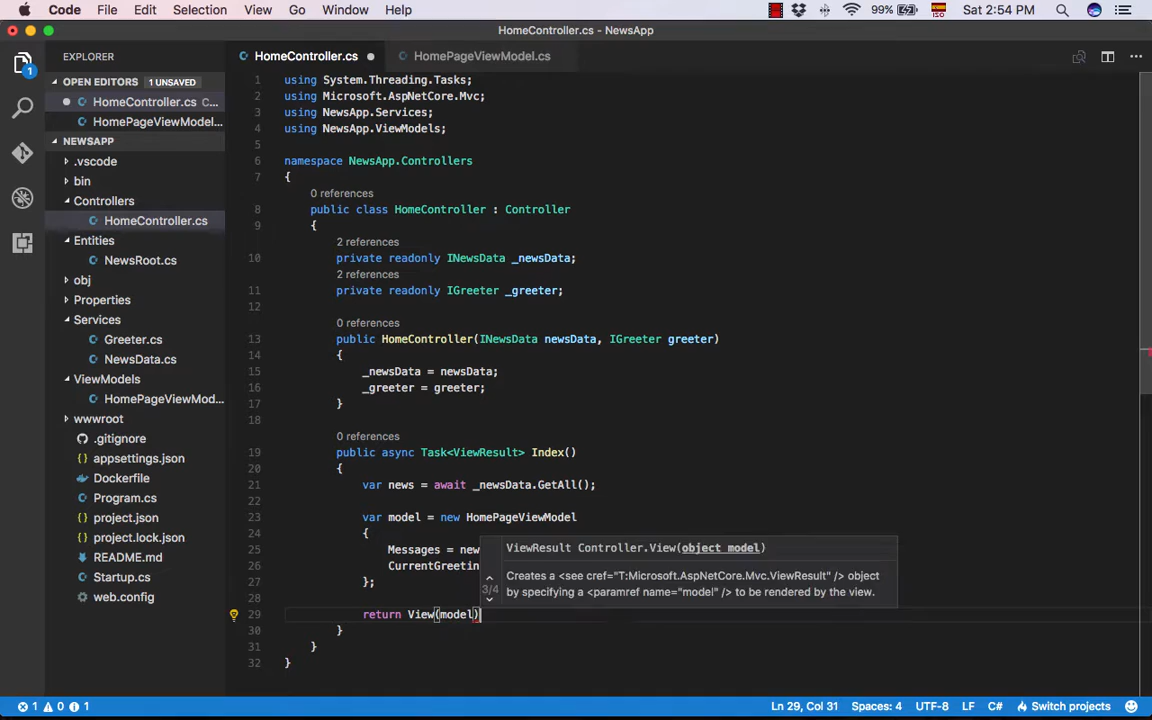 Code File Edit Selection View Go Window Help 99% ISO Sat 2:54 PM
HomeController.cs - NewsApp
EXPLORER
OPEN EDITORS 1 UNSAVED
HomeController.cs C...
HomePageViewModel...
NEWSAPP
.vscode
bin
Controllers
HomeController.cs
Entities
NewsRoot.cs
obj
Properties
Services
Greeter.cs
NewsData.cs
ViewModels
HomePageViewMod...
wwwroot
.gitignore
appsettings.json
Dockerfile
Program.cs
project.json
project.lock.json
README.md
Startup.cs
web.config
1
HomeController.cs HomePageViewModel.cs
1 using System.Threading.Tasks;
2 using Microsoft.AspNetCore.Mvc;
3 using NewsApp.Services;
4 using NewsApp.ViewModels;
5
6 namespace NewsApp.Controllers
7 {
0 references
8 public class HomeController : Controller
9 {
2 references
10 private readonly INewsData _newsData;
2 references
11 private readonly IGreeter _greeter;
12
0 references
13 public HomeController(INewsData newsData, IGreeter greeter)
14 {
15 _newsData = newsData;
16 _greeter = greeter;
17 }
18
0 references
19 public async Task<ViewResult> Index()
20 {
21 var news = await _newsData.GetAll();
22
23 var model = new HomePageViewModel
24 {
25 Messages = new
26 CurrentGreetin
27 };
28
29 return View(model)
30 }
31 }
32 }
ViewResult Controller.View(object model)
3/4
Creates a <see cref="T:Microsoft.AspNetCore.Mvc.ViewResult" /> object
by specifying a <paramref name="model" /> to be rendered by the view.
1 0 1 Ln 29, Col 31 Spaces: 4 UTF-8 LF C# Switch projects